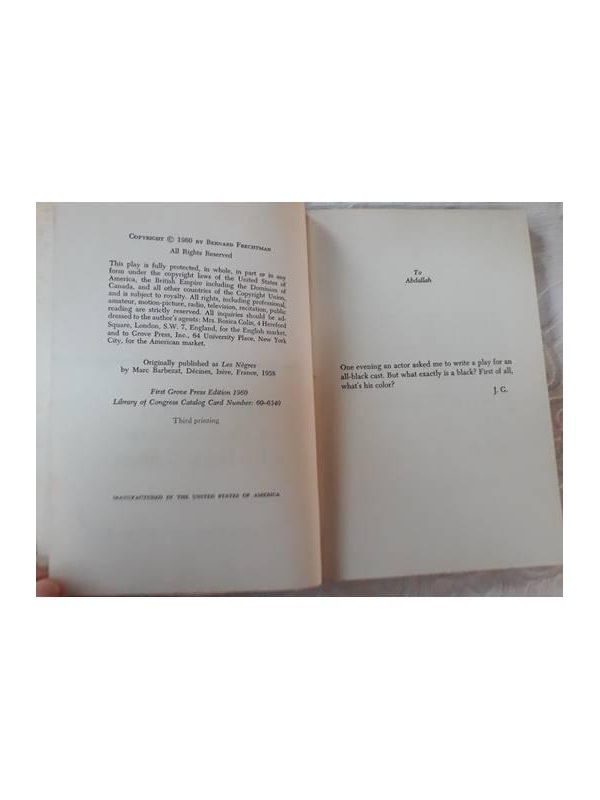 COPYRIGHT © 1960 BY BERNARD FRECHTMAN
All Rights Reserved
This play is fully protected, in whole, in part or in any
form under the copyright laws of the United States of
America, the British Empire including the Dominion of
Canada, and all other countries of the Copyright Union,
and is subject to royalty. All rights, including professional,
amateur, motion-picture, radio, television, recitation, public
reading are strictly reserved. All inquiries should be ad-
dressed to the author's agents: Mrs. Rosica Colin, 4 Hereford
Square, London, S.W. 7, England, for the English market,
and to Grove Press, Inc., 64 University Place, New York
City, for the American market.
Originally published as Les Nègres
by Marc Barbezat, Décines, Isère, France, 1958
First Grove Press Edition 1960
Library of Congress Catalog Card Number: 60-6340
Third printing
MANUFACTURED IN THE UNITED STATES OF AMERICA
To
Abdallah
One evening an actor asked me to write a play for an
all-black cast. But what exactly is a black? First of all,
what's his color?
J. G.